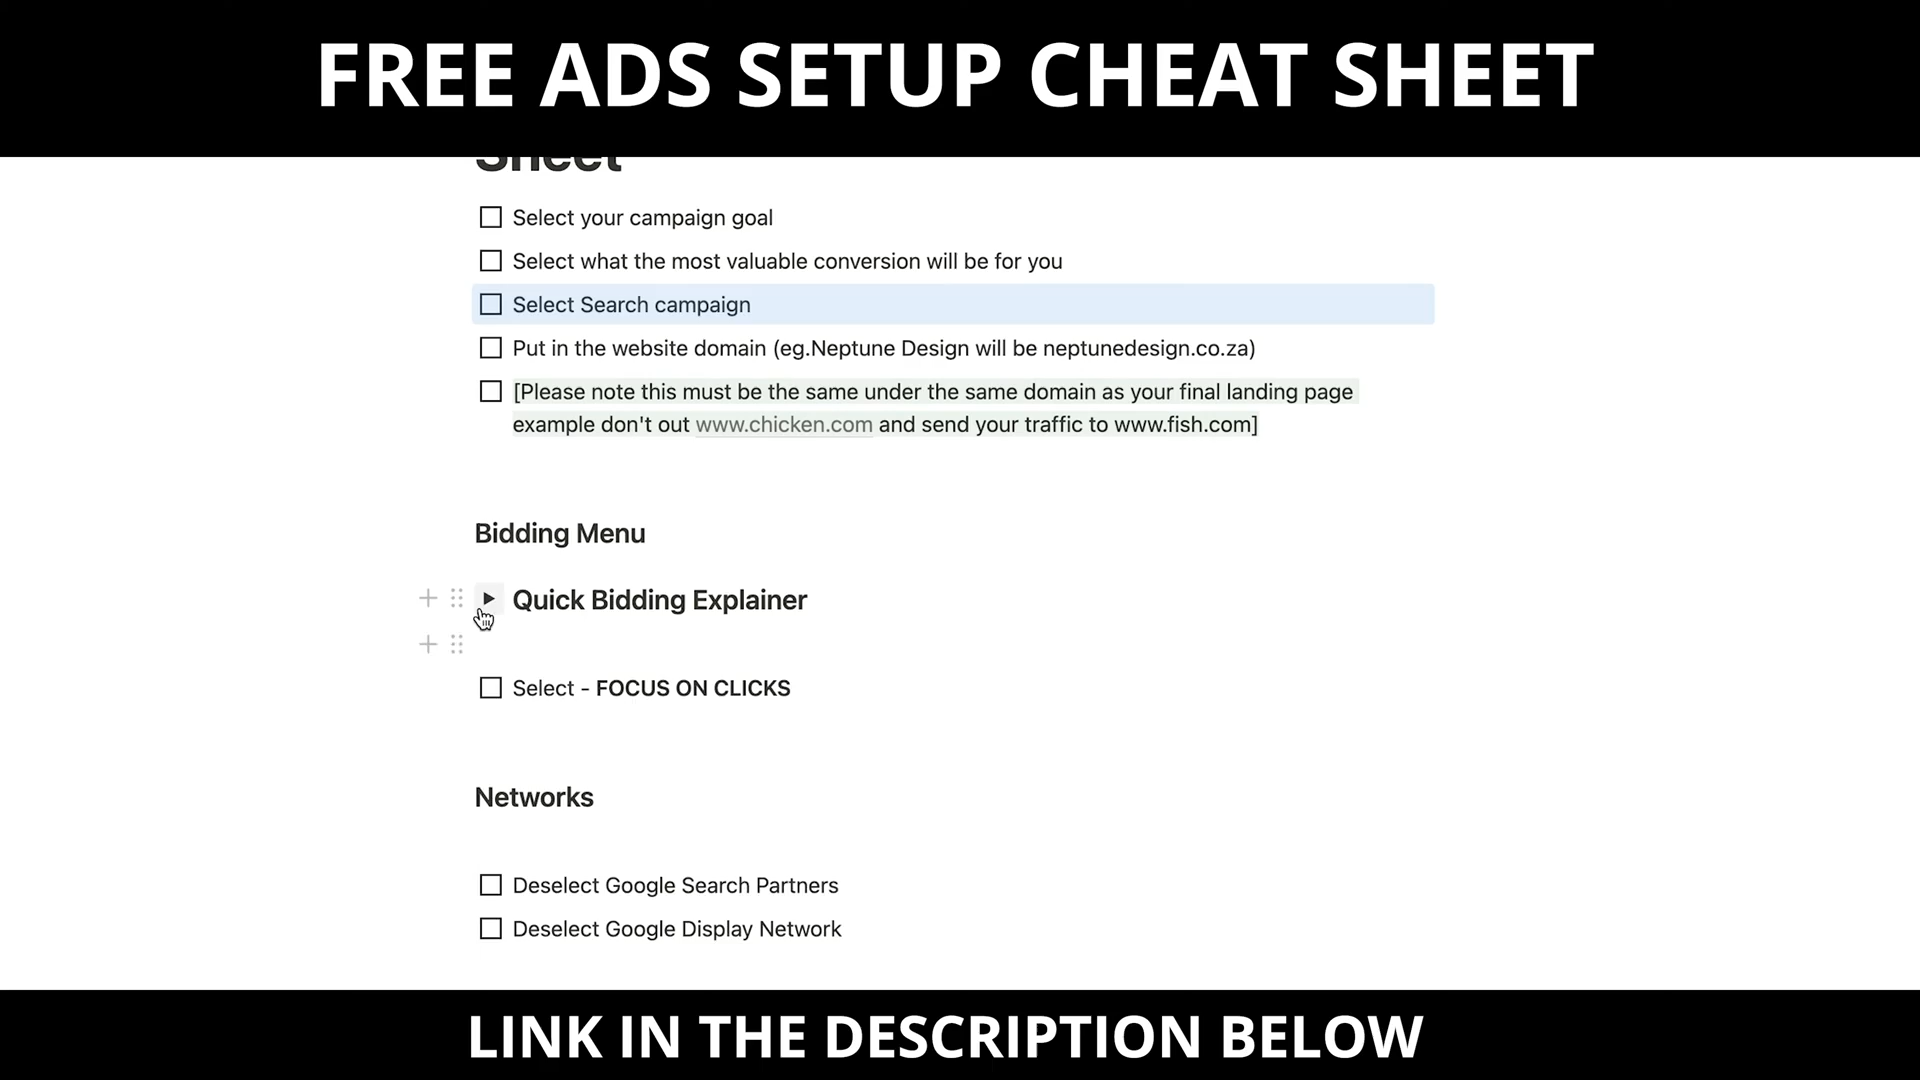 FREE ADS SETUP CHEAT SHEET
Sheet
Select your campaign goal
Select what the most valuable conversion will be for you
Select Search campaign
Put in the website domain (eg.Neptune Design will be neptunedesign.co.za)
[Please note this must be the same under the same domain as your final landing page
example don't out www.chicken.com and send your traffic to www.fish.com]
Bidding Menu
Quick Bidding Explainer
Select - FOCUS ON CLICKS
Networks
Deselect Google Search Partners
Deselect Google Display Network
LINK IN THE DESCRIPTION BELOW